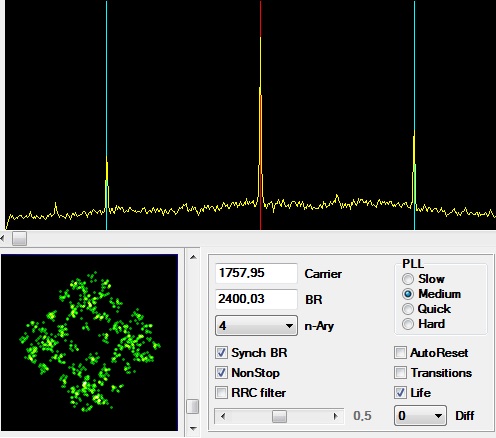 1757,95 Carrier
2400,03 BR
4 n-Ary
Synch BR
NonStop
RRC filter
0,5
PLL
Slow
Medium
Quick
Hard
AutoReset
Transitions
Life
0 Diff